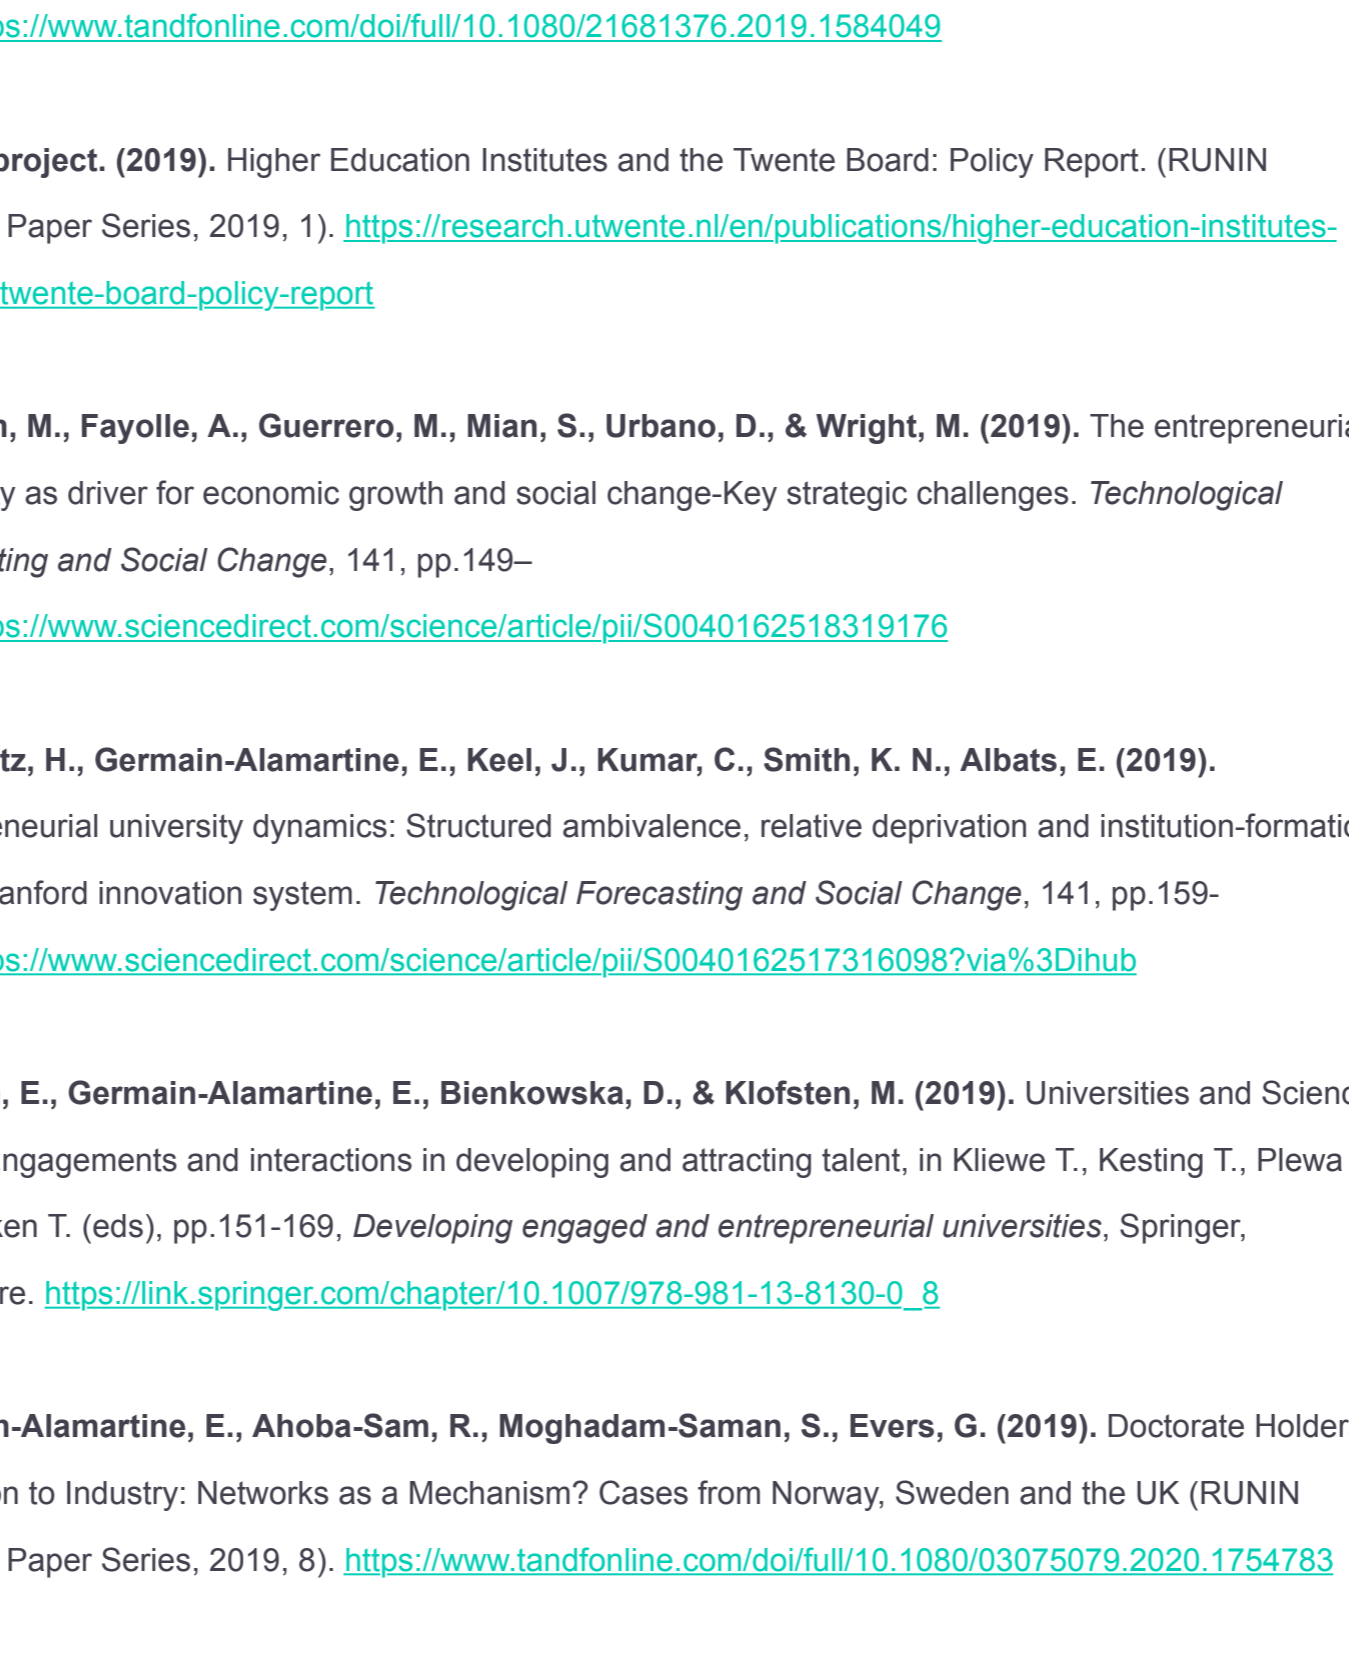 ps://www.tandfonline.com/doi/full/10.1080/21681376.2019.1584049
project. (2019). Higher Education Institutes and the Twente Board: Policy Report. (RUNIN
Paper Series, 2019, 1). https://research.utwente.nl/en/publications/higher-education-institutes-
twente-board-policy-report
n, M., Fayolle, A., Guerrero, M., Mian, S., Urbano, D., & Wright, M. (2019). The entrepreneuria
y as driver for economic growth and social change-Key strategic challenges. Technological
ting and Social Change, 141, pp.149–
ps://www.sciencedirect.com/science/article/pii/S0040162518319176
tz, H., Germain-Alamartine, E., Keel, J., Kumar, C., Smith, K. N., Albats, E. (2019).
eneurial university dynamics: Structured ambivalence, relative deprivation and institution-formatio
anford innovation system. Technological Forecasting and Social Change, 141, pp.159-
ps://www.sciencedirect.com/science/article/pii/S0040162517316098?via%3Dihub
, E., Germain-Alamartine, E., Bienkowska, D., & Klofsten, M. (2019). Universities and Scienc
ngagements and interactions in developing and attracting talent, in Kliewe T., Kesting T., Plewa
ken T. (eds), pp.151-169, Developing engaged and entrepreneurial universities, Springer,
re. https://link.springer.com/chapter/10.1007/978-981-13-8130-0_8
n-Alamartine, E., Ahoba-Sam, R., Moghadam-Saman, S., Evers, G. (2019). Doctorate Holder
on to Industry: Networks as a Mechanism? Cases from Norway, Sweden and the UK (RUNIN
Paper Series, 2019, 8). https://www.tandfonline.com/doi/full/10.1080/03075079.2020.1754783